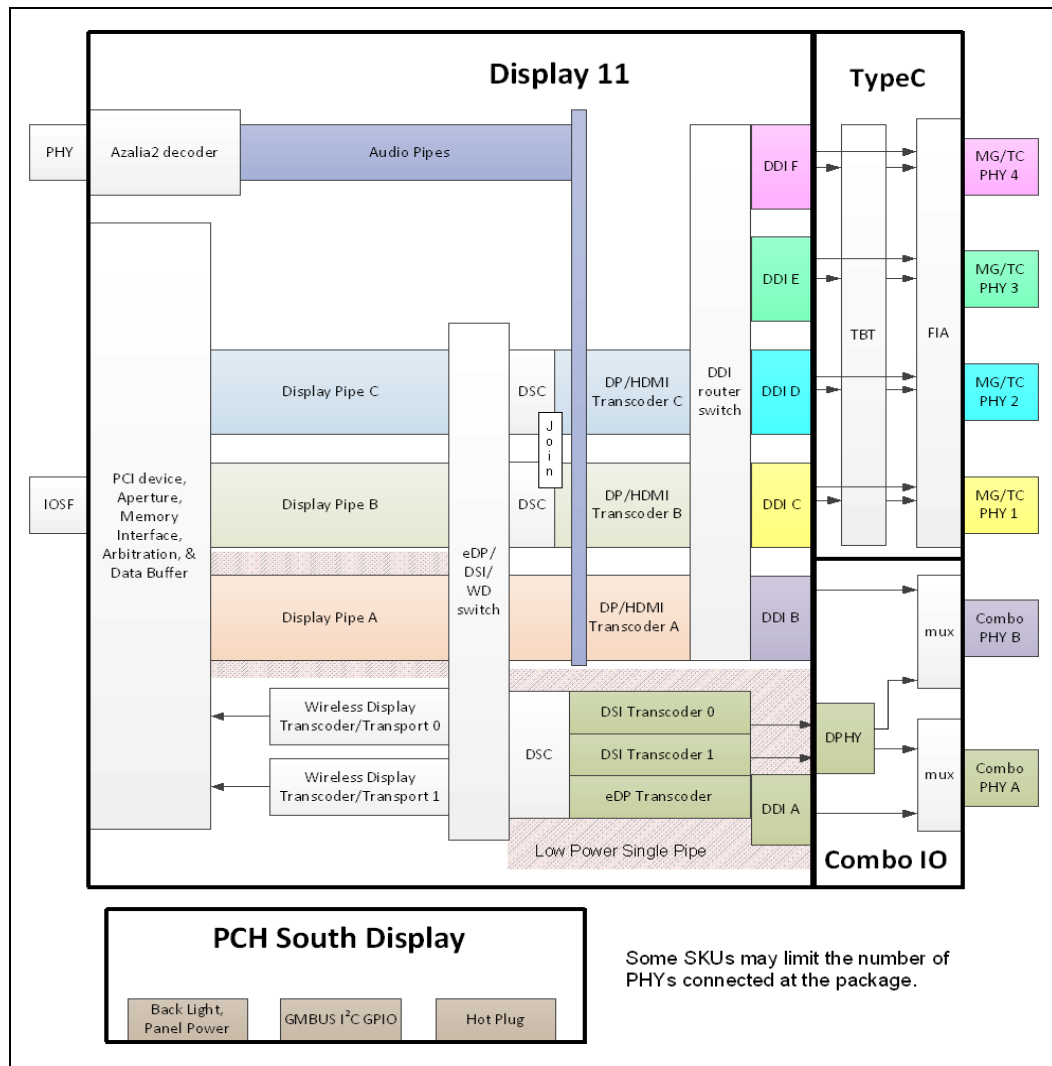 Display 11
TypeC
PHY
Azalia2 decoder
Audio Pipes
DDI F
MG/TC
PHY 4
DDI E
MG/TC
PHY 3
TBT
FIA
Display Pipe C
DSC
DP/HDMI
Transcoder C
DDI
router
switch
DDI D
MG/TC
PHY 2
Join
IOSF
PCI device,
Aperture,
Memory
Interface,
Arbitration, &
Data Buffer
Display Pipe B
DSC
DP/HDMI
Transcoder B
DDI C
MG/TC
PHY 1
eDP/
DSI/
WD
switch
Display Pipe A
DP/HDMI
Transcoder A
DDI B
mux
Combo
PHY B
Wireless Display
Transcoder/Transport 0
DSC
DSI Transcoder 0
DSI Transcoder 1
DPHY
Wireless Display
Transcoder/Transport 1
eDP Transcoder
DDI A
mux
Combo
PHY A
Low Power Single Pipe
Combo IO
PCH South Display
Back Light,
Panel Power
GMBUS I²C GPIO
Hot Plug
Some SKUs may limit the number of
PHYs connected at the package.